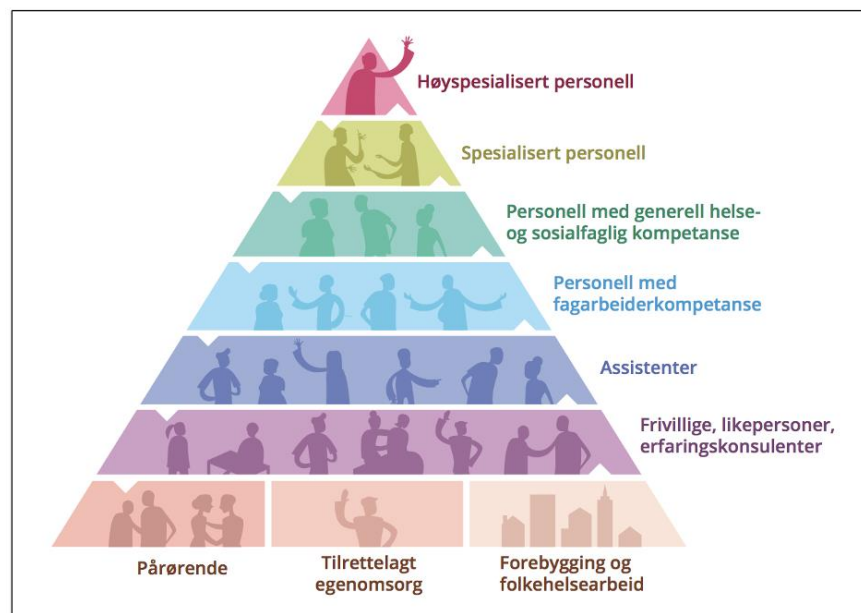 Høyspesialisert personell
Spesialisert personell
Personell med generell helse-
og sosialfaglig kompetanse
Personell med
fagarbeiderkompetanse
Assistenter
Frivillige, likepersoner,
erfaringskonsulenter
Pårørende
Tilrettelagt
egenomsorg
Forebygging og
folkehelsearbeid